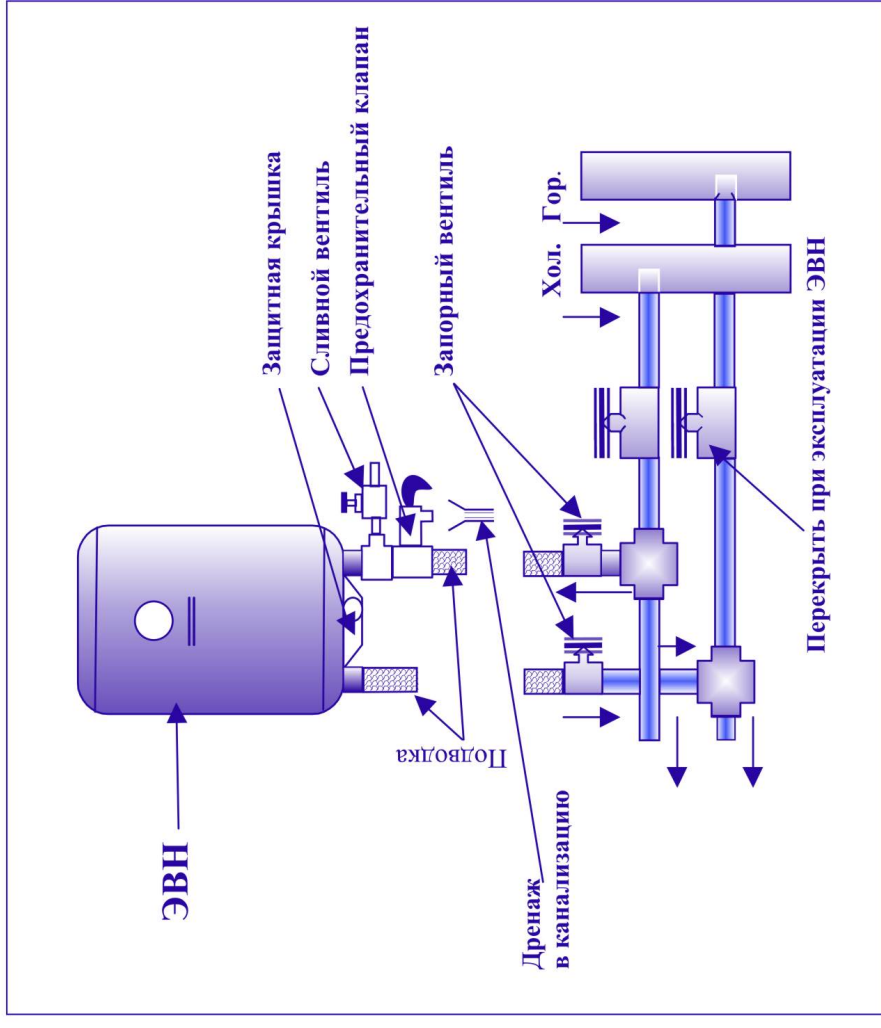 ЭВН
Защитная крышка
Сливной вентиль
Предохранительный клапан
Подводка
Запорный вентиль
Дренаж
в канализацию
Хол.
Гор.
Перекрыть при эксплуатации ЭВН